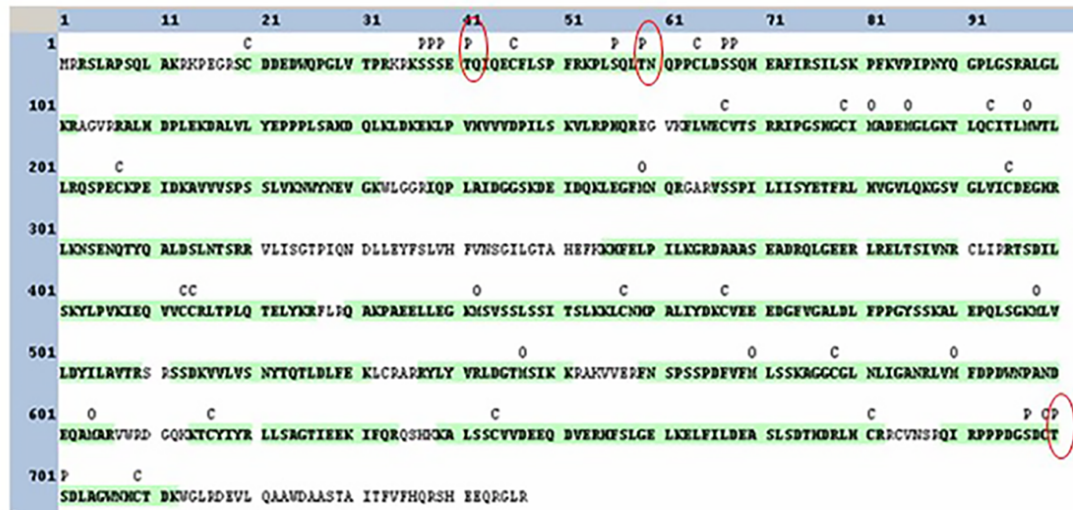 1 11 21 31 41 51 61 71 81 91
1 C PPP P C P P C PP
MRRSLAPSQL AKRKPEGRSC DDEDWQPGLV TPRKRKSSSE TQIQECFLSP FRKPLSQLTN QPPCLDSSQH EAFIRSILSK PFKVPIPNYQ GPLGSRALGL
101 C C O O C O
KRAGVRRALH DPLEKDALVL YEPPPLSAHD QLKLDKEKLP VHVVVDPILS KVLRPHQREG VKFLWECVTS RRIPGSHGCI MADEMGLGKT LQCITLMWTL
201 C O C
LRQSPECKPE IDKAVVVSPS SLVKNWYNEV GKWLGGRIQP LAIDGGSKDE IDQKLEGFMN QRGARVSSPI LIISYETFRL HVGVLQKGSV GLVICDEGHR
301
LKNSENQTYQ ALDSLNTSRR VLISGTPIQN DLLEYFSLVH FVNSGILGTA HEFKKHFELP ILKGRDAAAS EADRQLGEER LRELTSIVNR CLIRRTSDIL
401 CC O C C O
SKYLPVKIEQ VVCCRLTPLQ TELYKRFLRQ AKPAEELLEG KMSVSSLSSI TSLKKLCNHP ALIYDKCVEE EDGFVGALDL FPPGYSSKAL EPQLSGKMLV
501 O O C O
LDYILAVTRS RSSDKVVLVS NYTQTLDLFE KLCRARRYLY VRLDGTMSIK KRAKVVERFN SPSSPDFVFM LSSKAGGCGL NLIGANRLVM FDPDWNPAND
601 O C C C P CP
EQAMARVWRD GQKKTCYIYR LLSAGTIEEK IFQRQSHKKA LSSCVVDEEQ DVERHFSLGE LKELFILDEA SLSDTHDRLH CRRCVNSRQI RPPPDGSDCT
701 P C
SDLAGWNHCT DKWGLRDEVL QAAWDAASTA ITFVFHQRSH EEQRGLR